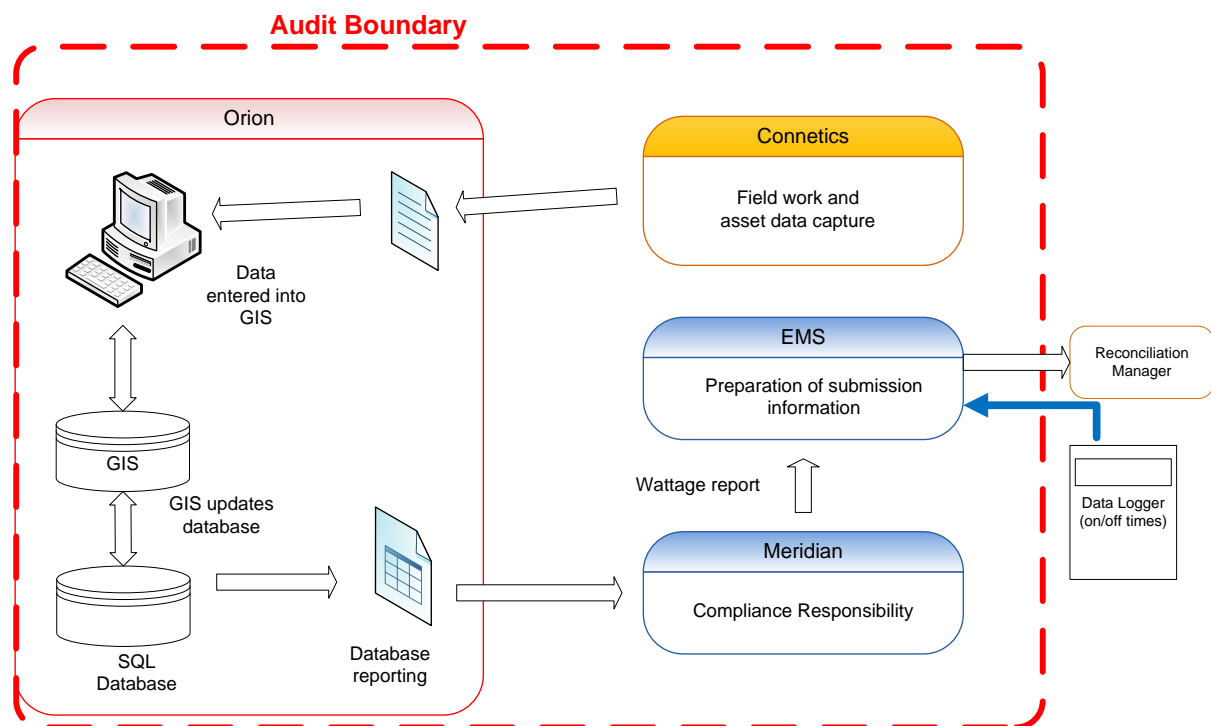 Audit Boundary
Orion
Data
entered into
GIS
GIS
GIS updates
database
SQL
Database
Database
reporting
Connetics
Field work and
asset data capture
EMS
Preparation of submission
information
Wattage report
Meridian
Compliance Responsibility
Reconciliation
Manager
Data Logger
(on/off times)